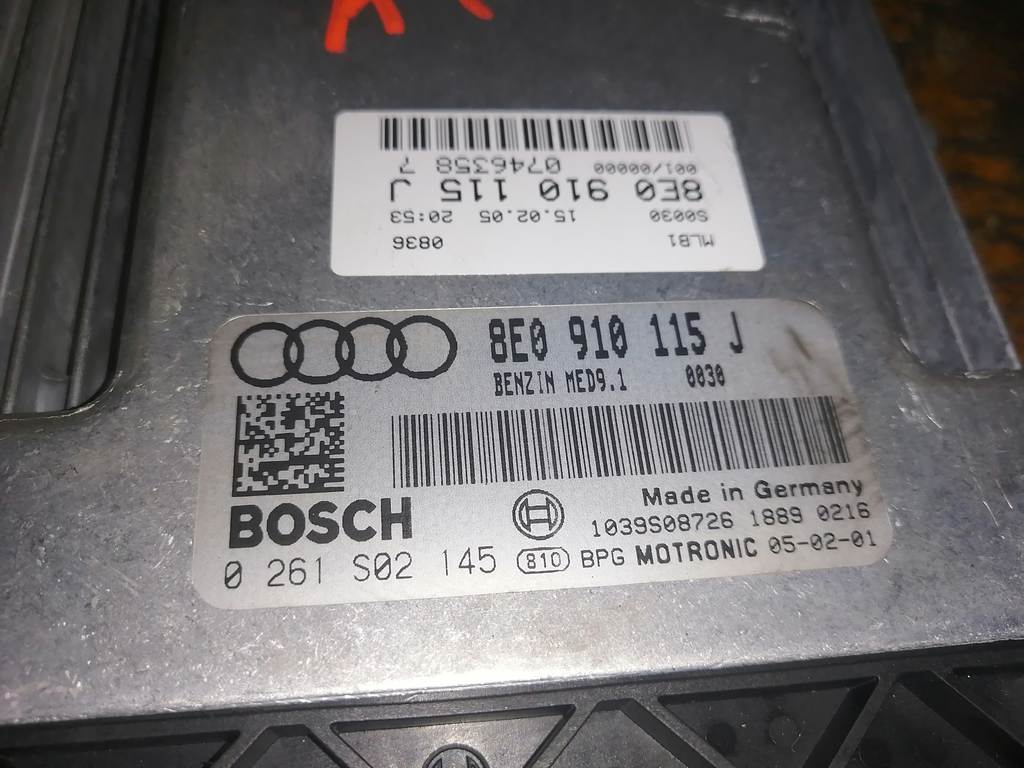 0746358 7
001/00000
8E0 910 115 J
S0030 15.02.05 20:53
MLB1 0836
8E0 910 115 J
BENZIN MED9.1 0030
BOSCH
Made in Germany
1039S08726 1889 0216
0 261 S02 145 810 BPG MOTRONIC 05-02-01